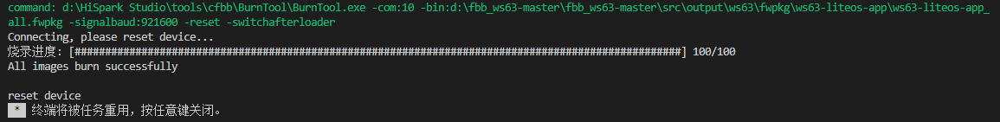 command: d:\HiSpark Studio\tools\cfbb\BurnTool\BurnTool.exe -com:10 -bin:d:\fbb_ws63-master\fbb_ws63-master\src\output\ws63\fwpkg\ws63-liteos-app\ws63-liteos-app_
all.fwpkg -signalbaud:921600 -reset -switchafterloader
Connecting, please reset device...
烧录进度: [####################################################################################################] 100/100
All images burn successfully
reset device
* 终端将被任务重用，按任意键关闭。